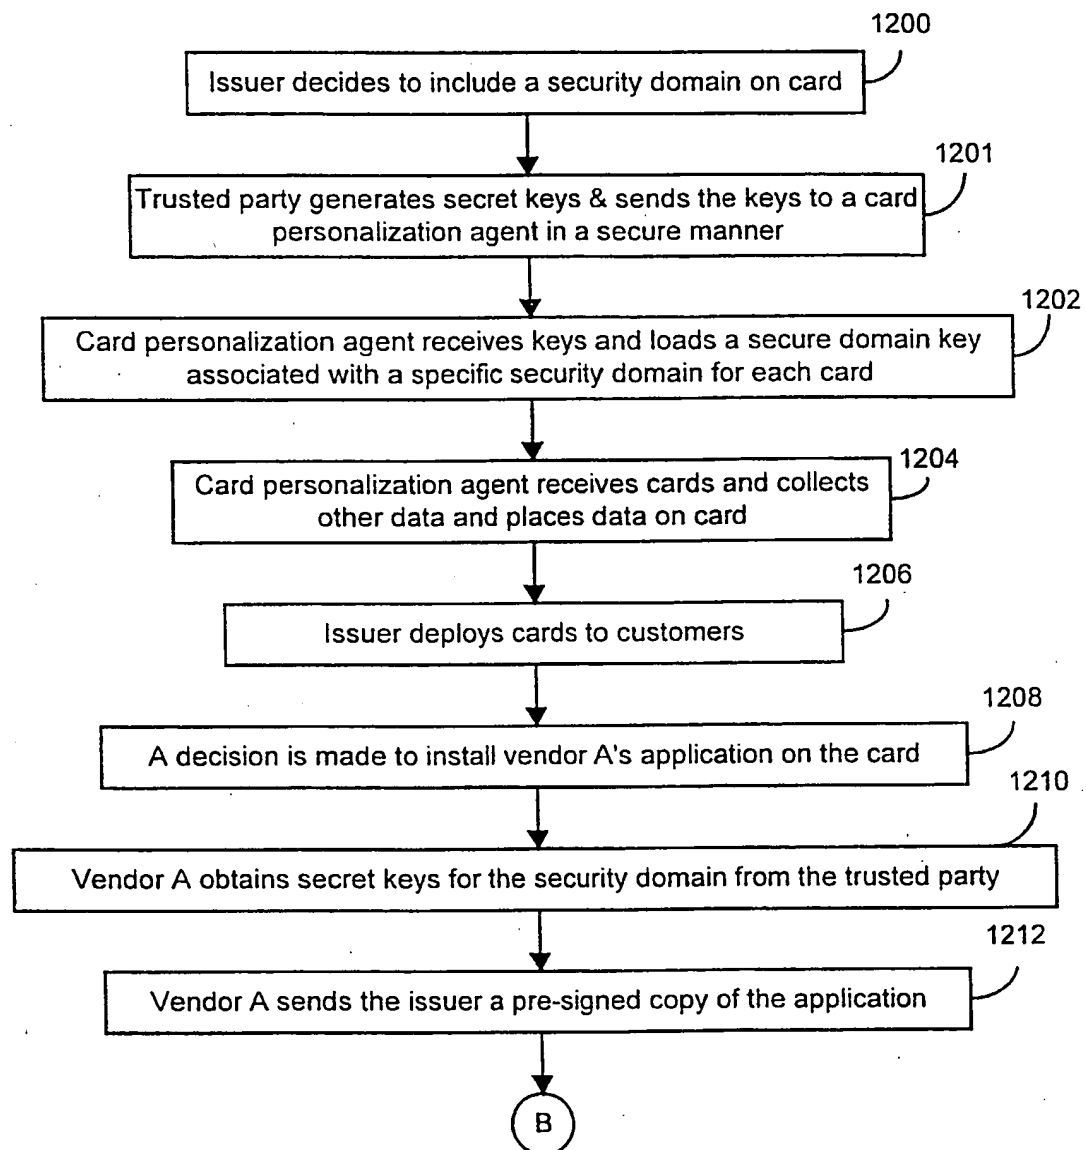 1200
Issuer decides to include a security domain on card
1201
Trusted party generates secret keys & sends the keys to a card
personalization agent in a secure manner
1202
Card personalization agent receives keys and loads a secure domain key
associated with a specific security domain for each card
1204
Card personalization agent receives cards and collects
other data and places data on card
1206
Issuer deploys cards to customers
1208
A decision is made to install vendor A's application on the card
1210
Vendor A obtains secret keys for the security domain from the trusted party
1212
Vendor A sends the issuer a pre-signed copy of the application
B